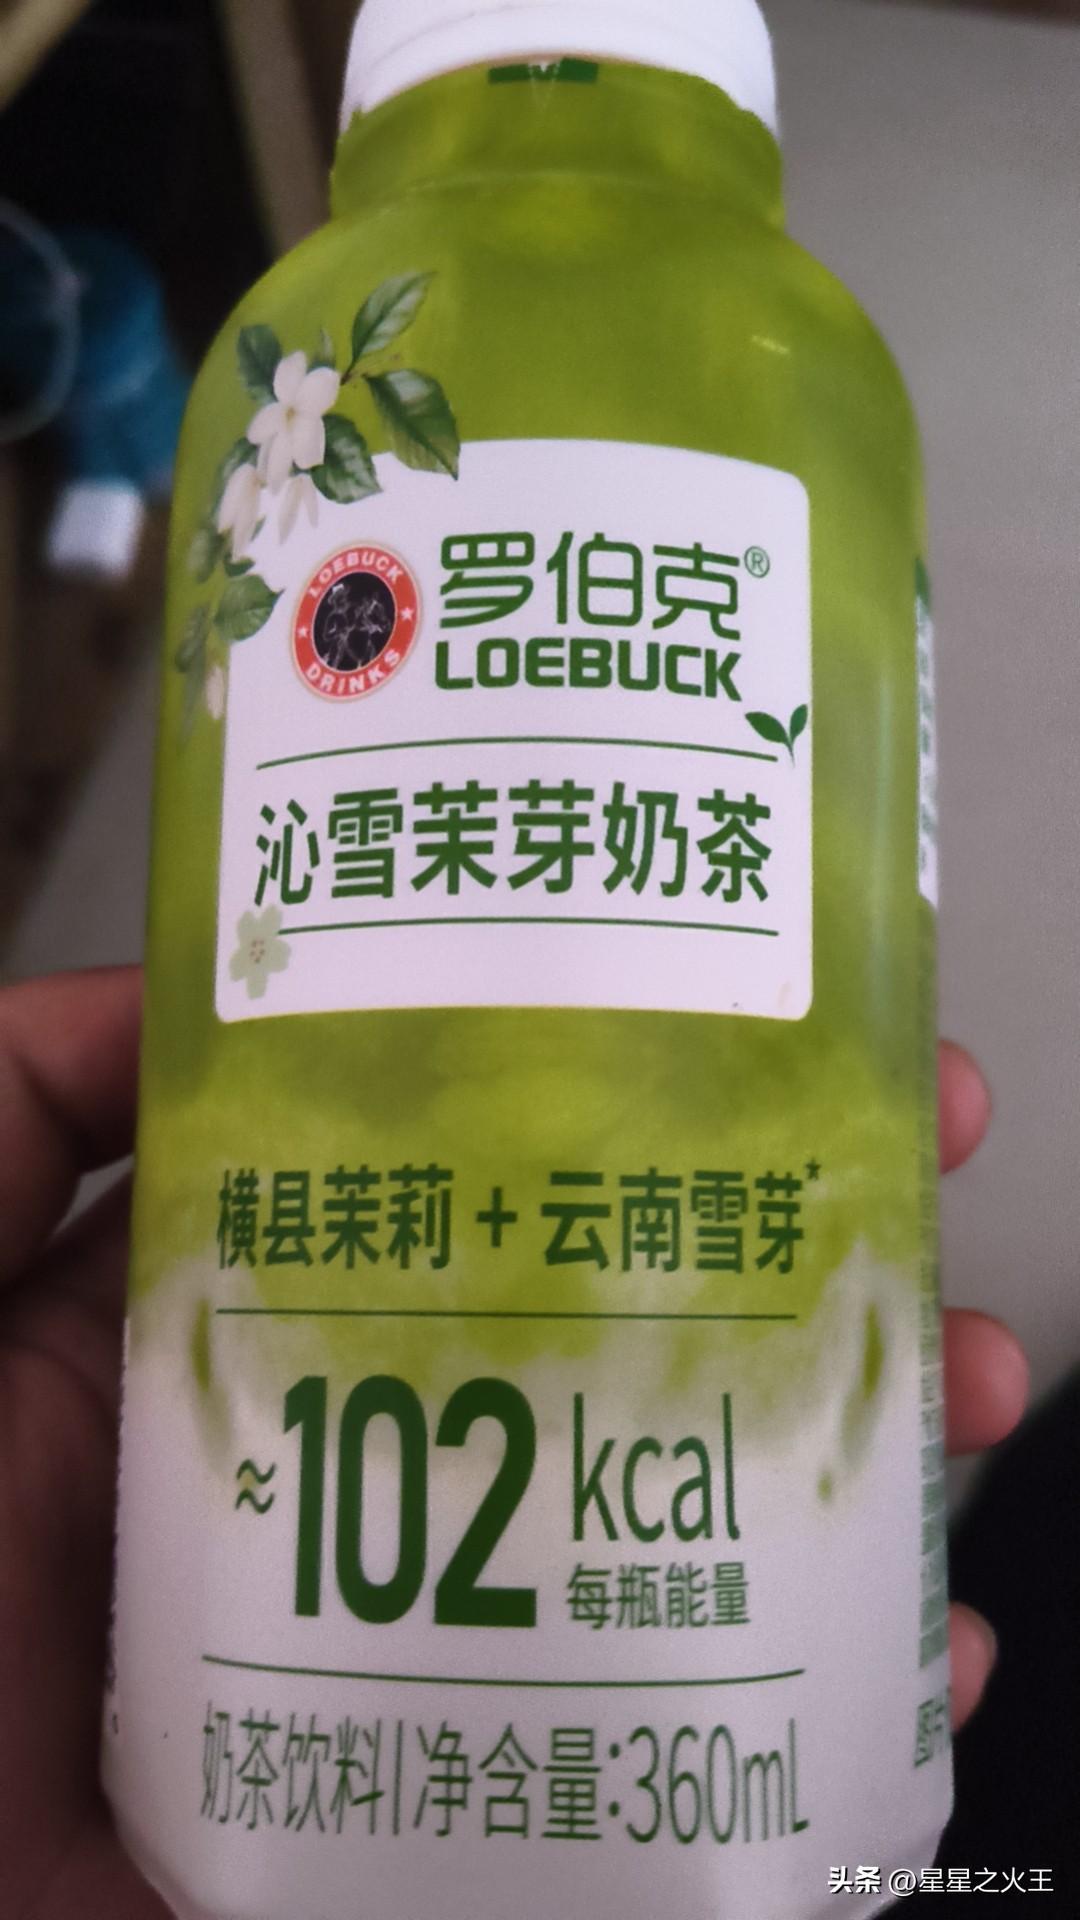 罗伯克®
LOEBUCK
LOEBUCK
DRINKS
沁雪茉芽奶茶
横县茉莉+云南雪芽*
≈102 kcal
每瓶能量
奶茶饮料|净含量:360mL
头条 @星星之火王